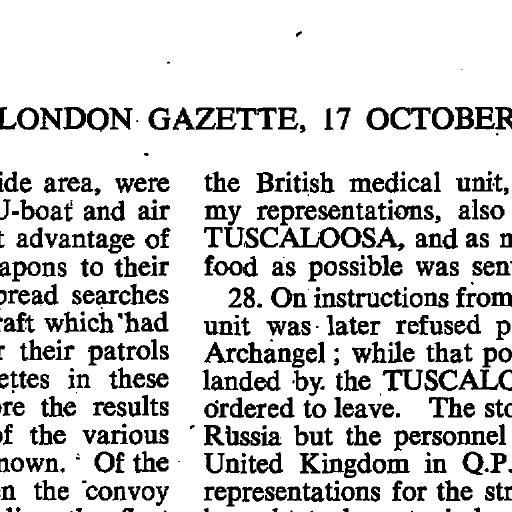 LONDON GAZETTE, 17 OCTOBER
ide area, were
U-boat and air
advantage of
apons to their
pread searches
raft which had
r their patrols
ettes in these
ore the results
of the various
nown. Of the
en the convoy
the British medical unit,
my representations, also
TUSCALOOSA, and as m
food as possible was sen
28. On instructions from
unit was later refused p
Archangel; while that po
landed by. the TUSCALO
ordered to leave. The sto
Russia but the personnel
United Kingdom in Q.P.
representations for the str